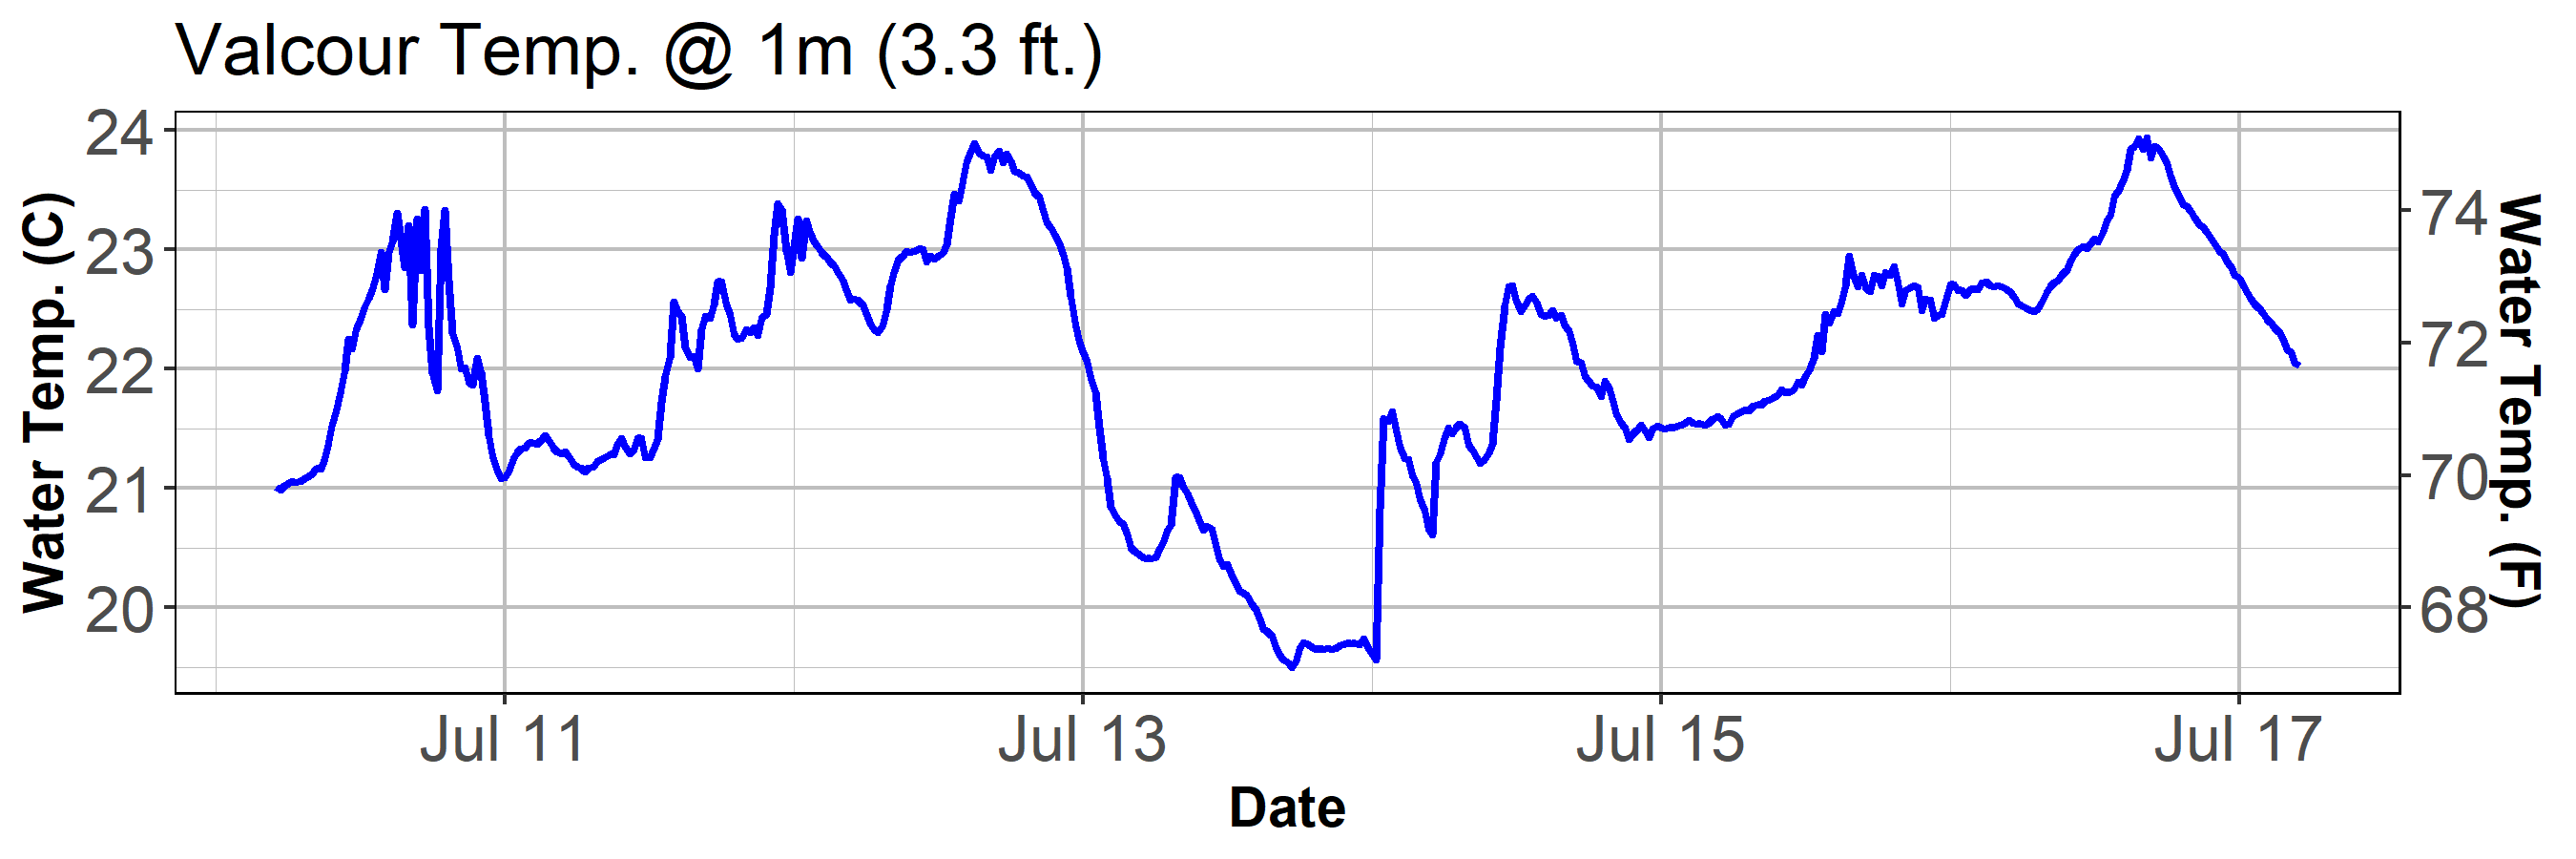 Valcour Temp. @ 1m (3.3 ft.)
Water Temp. (C)
24
23
22
21
20
74
72
70
68
Water Temp. (F)
Jul 11
Jul 13
Jul 15
Jul 17
Date